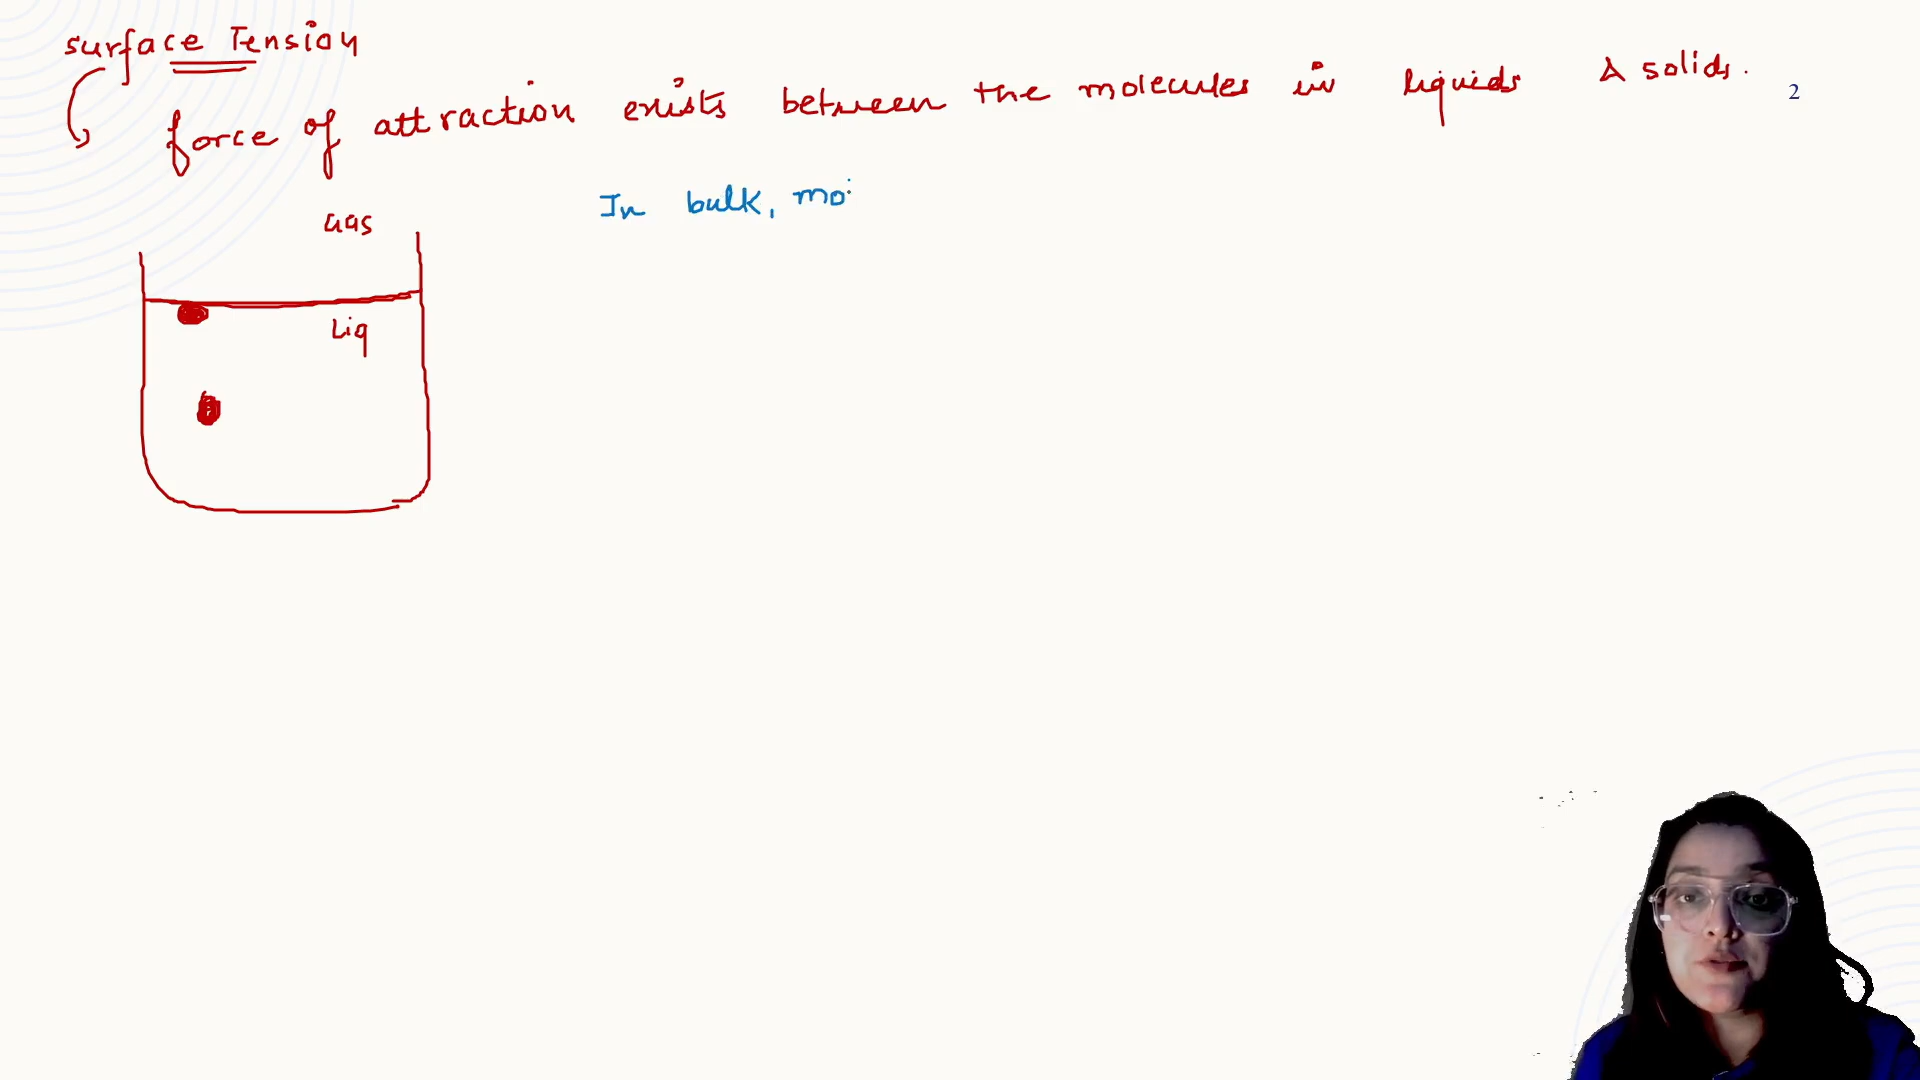 surface Tension
force of attraction exists between the molecules in liquids & solids.
2
In bulk, mo
Gas
Liq